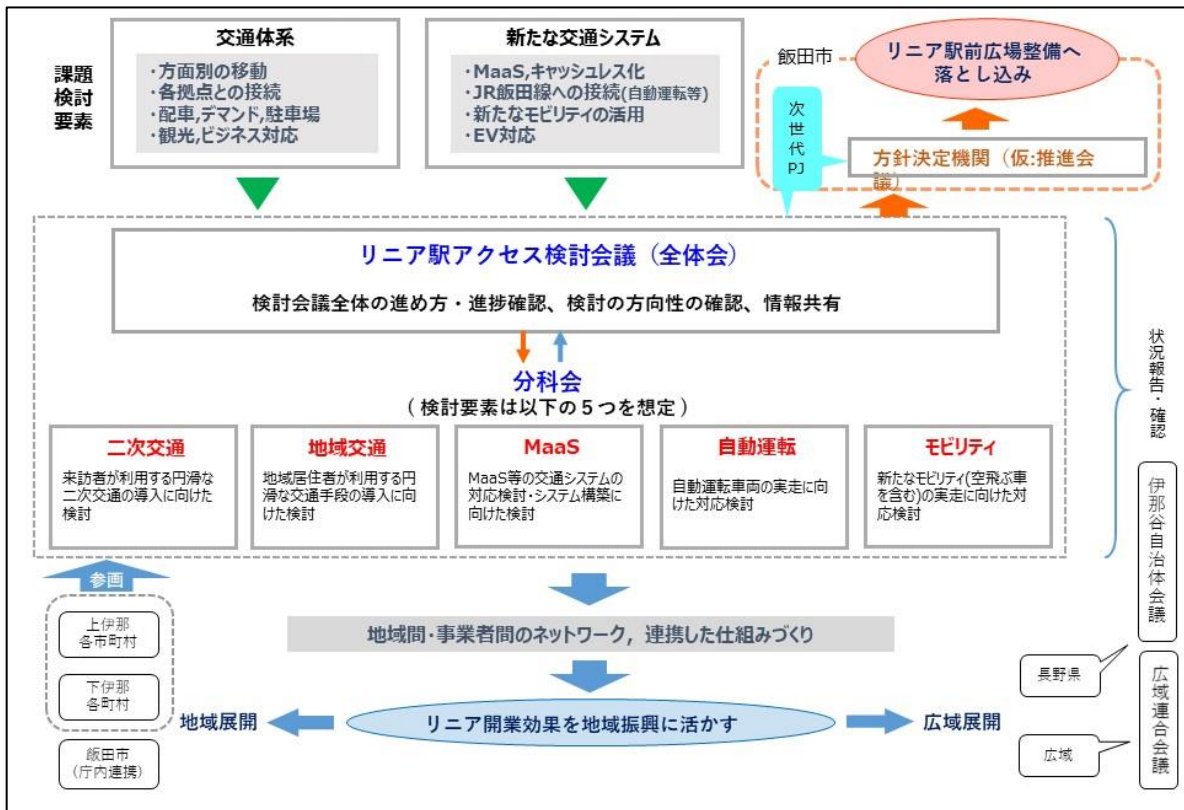 課題
検討
要素
交通体系
・方面別の移動
・各拠点との接続
・配車,デマンド,駐車場
・観光,ビジネス対応
新たな交通システム
・MaaS,キャッシュレス化
・JR飯田線への接続(自動運転等)
・新たなモビリティの活用
・EV対応
飯田市
リニア駅前広場整備へ
落とし込み
次世代PJ
方針決定機関（仮:推進会
議）
リニア駅アクセス検討会議（全体会）
検討会議全体の進め方・進捗確認、検討の方向性の確認、情報共有
分科会
( 検討要素は以下の５つを想定 )
二次交通
来訪者が利用する円滑な
二次交通の導入に向けた
検討
地域交通
地域居住者が利用する円
滑な交通手段の導入に向
けた検討
MaaS
MaaS等の交通システムの
対応検討・システム構築に
向けた検討
自動運転
自動運転車両の実走に向
けた対応検討
モビリティ
新たなモビリティ(空飛ぶ車
を含む)の実走に向けた対
応検討
状況報告・確認
伊那谷自治体会議
広域連合会議
長野県
広域
参画
上伊那
各市町村
下伊那
各町村
飯田市
(庁内連携)
地域間・事業者間のネットワーク，連携した仕組みづくり
地域展開
リニア開業効果を地域振興に活かす
広域展開